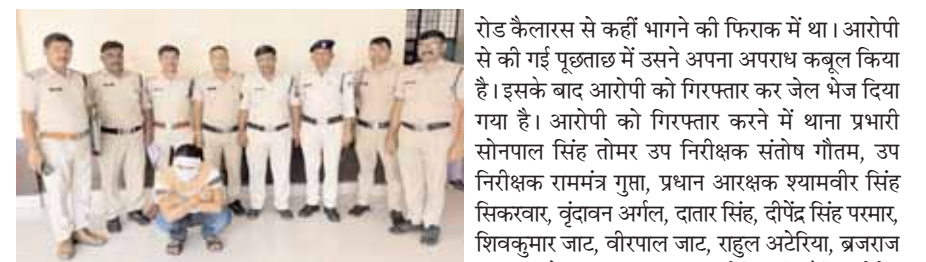 रोड कैलारस से कहीं भागने की फिराक में था। आरोपी
से की गई पूछताछ में उसने अपना अपराध कबूल किया
है। इसके बाद आरोपी को गिरफ्तार कर जेल भेज दिया
गया है। आरोपी को गिरफ्तार करने में थाना प्रभारी
सोनपाल सिंह तोमर उप निरीक्षक संतोष गौतम, उप
निरीक्षक राममंत्र गुप्ता, प्रधान आरक्षक श्यामवीर सिंह
सिकरवार, वृंदावन अर्गल, दातार सिंह, दीपेंद्र सिंह परमार,
शिवकुमार जाट, वीरपाल जाट, राहुल अटेरिया, ब्रजराज